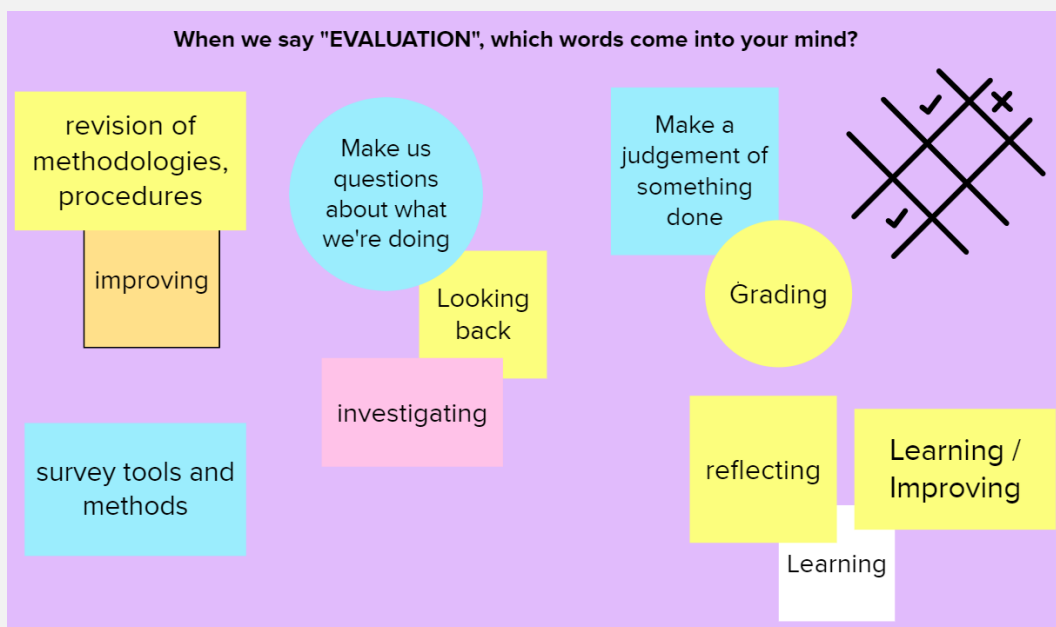 When we say "EVALUATION", which words come into your mind?
revision of
methodologies,
procedures
improving
Make us
questions
about what
we're doing
Looking
back
investigating
Make a
judgement of
something
done
Grading
survey tools and
methods
reflecting
Learning /
Improving
Learning